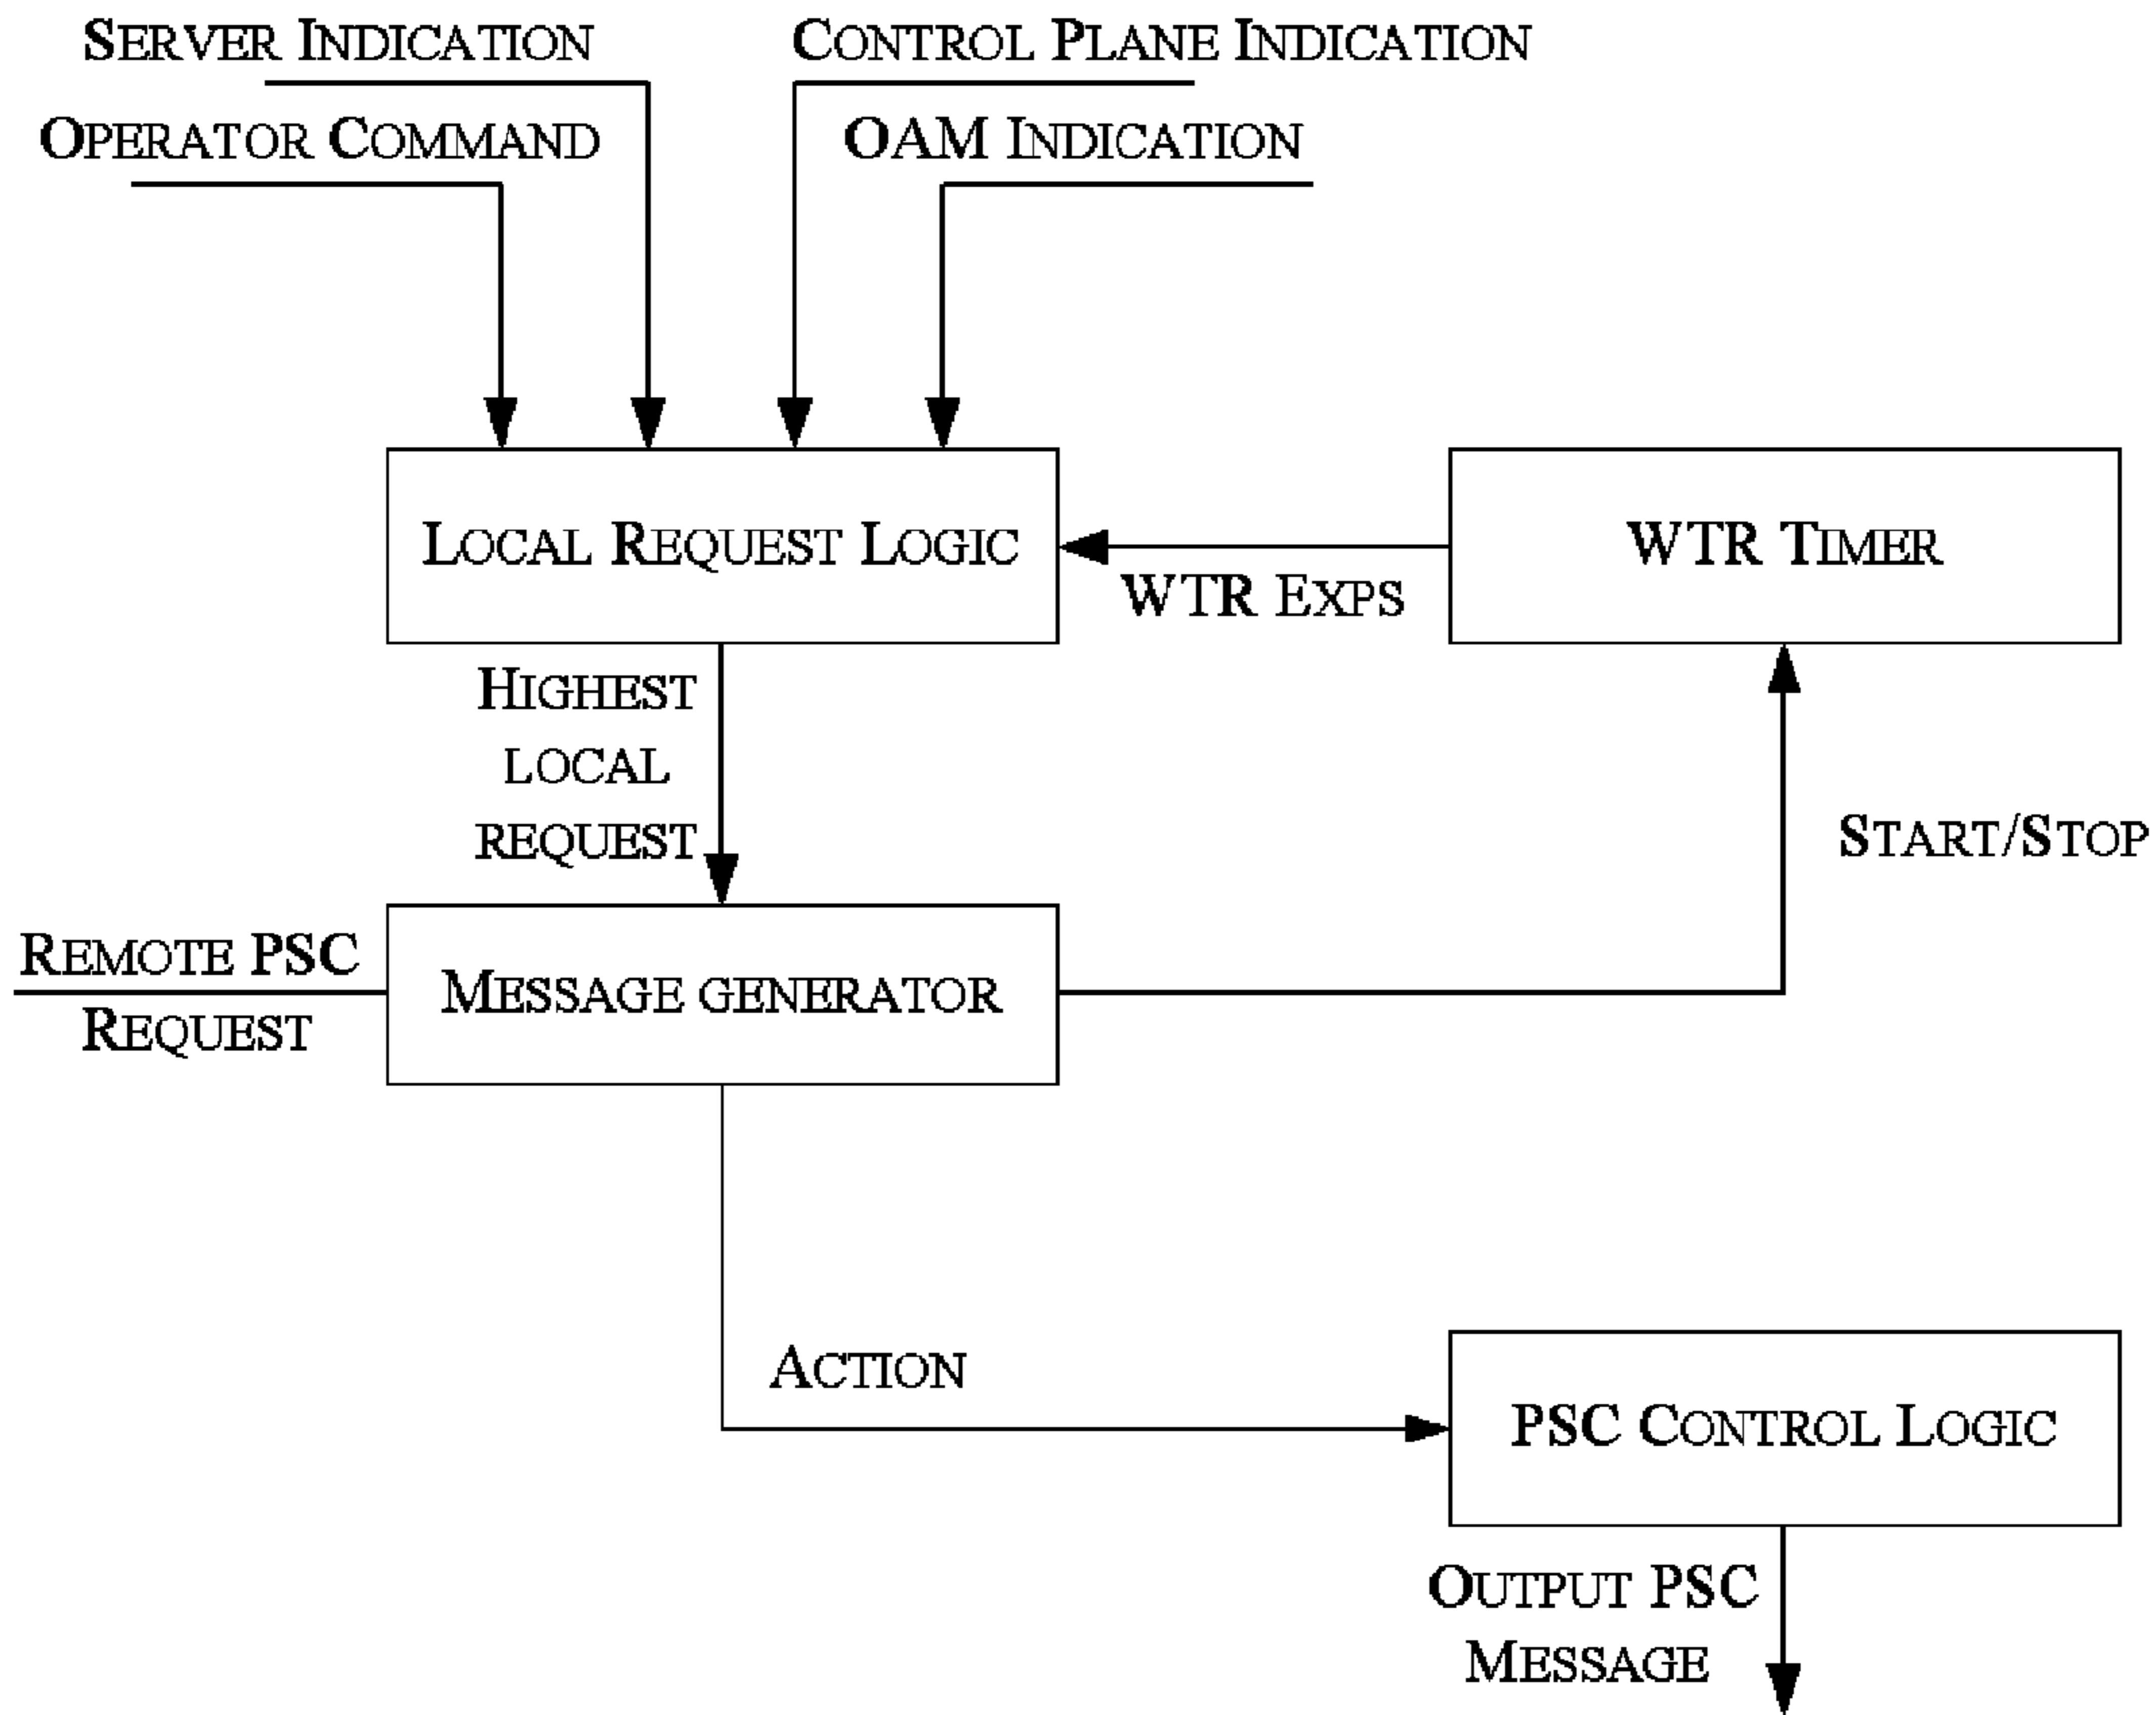 Server Indication
Control Plane Indication
Operator Command
OAM Indication
Local Request Logic
WTR Timer
WTR Exps
Highest
local
request
Start/Stop
Remote PSC
Request
Message generator
Action
PSC Control Logic
Output PSC
Message